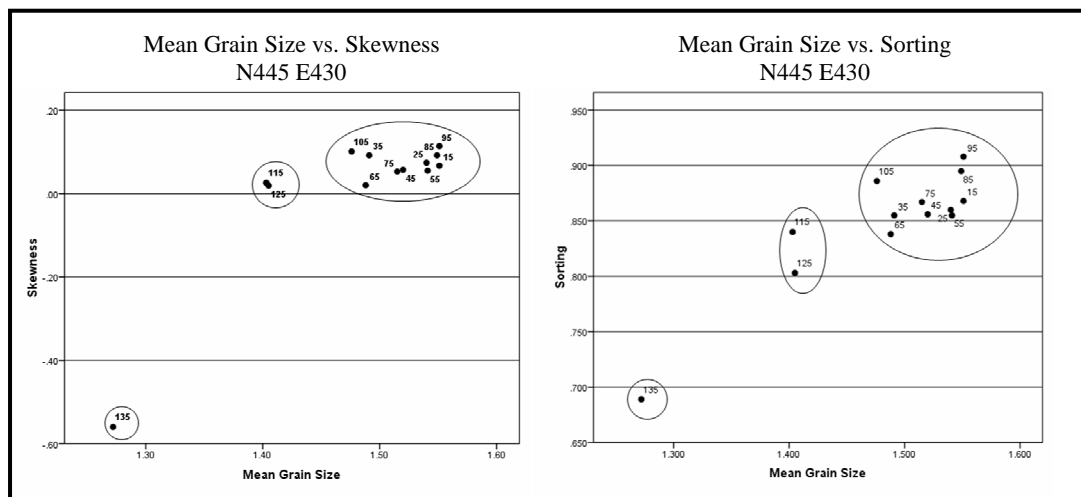 Mean Grain Size vs. Skewness
N445 E430
.20
.00
-.20
-.40
-.60
Skewness
105 35 95
85
25 15
75
45 55
65
115
125
135
1.30 1.40 1.50 1.60
Mean Grain Size
Mean Grain Size vs. Sorting
N445 E430
.950
.900
.850
.800
.750
.700
.650
Sorting
95
105 85
75 15
35 45
25 55
65
115
125
135
1.300 1.400 1.500 1.600
Mean Grain Size